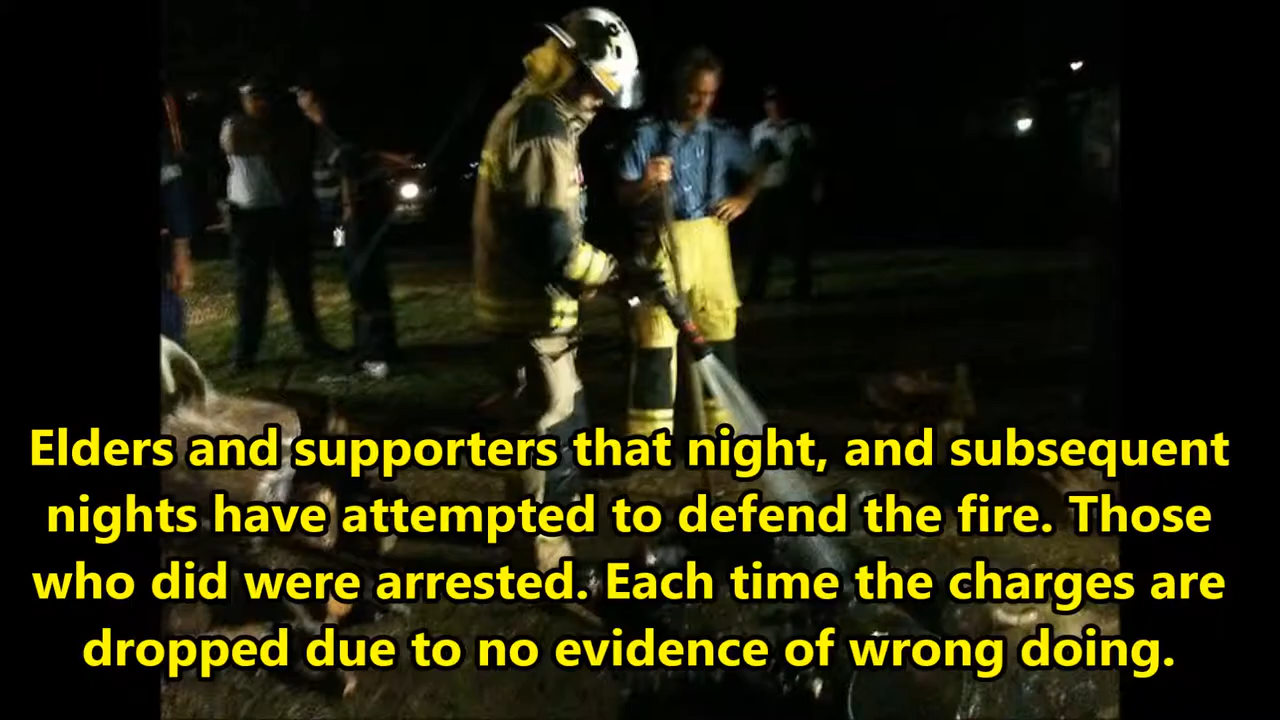 Elders and supporters that night, and subsequent
nights have attempted to defend the fire. Those
who did were arrested. Each time the charges are
dropped due to no evidence of wrong doing.